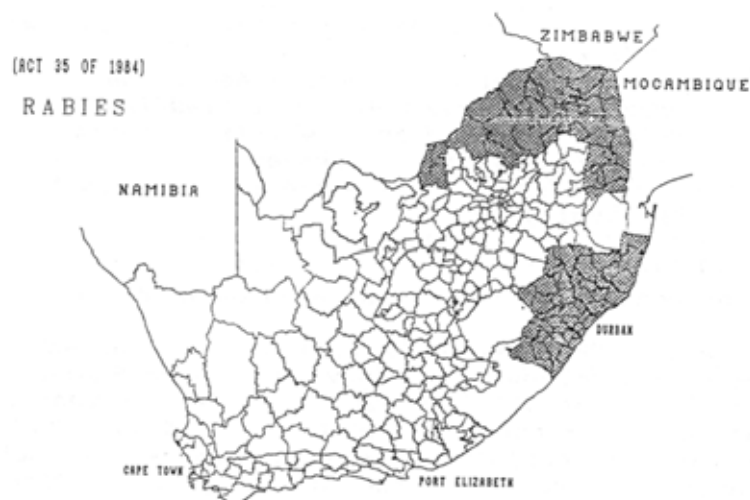 ZIMBABWE
(ACT 35 OF 1984)
MOCAMBIQUE
RABIES
NAMIBIA
DURBAN
CAPE TOWN
PORT ELIZABETH